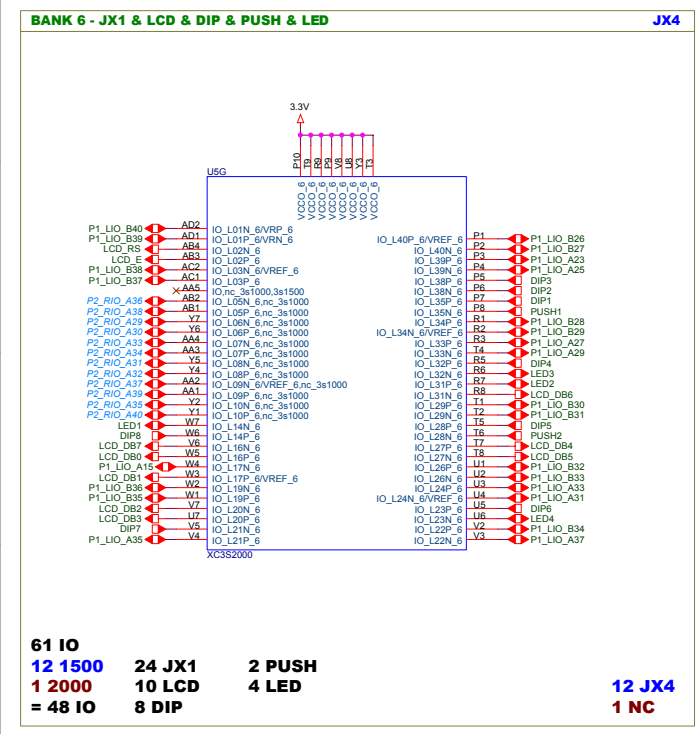 BANK 6 - JX1 & LCD & DIP & PUSH & LED JX4
3.3V
P10 T9 R9 P9 V8 U8 Y3 T3
VCCO_6 VCCO_6 VCCO_6 VCCO_6 VCCO_6 VCCO_6 VCCO_6 VCCO_6
U5G
P1_LIO_B40 AD2 IO_L01N_6/VRP_6
P1_LIO_B39 AD1 IO_L01P_6/VRN_6
LCD_RS AB4 IO_L02N_6
LCD_E AB3 IO_L02P_6
P1_LIO_B38 AC2 IO_L03N_6/VREF_6
P1_LIO_B37 AC1 IO_L03P_6
AA5 IO,nc_3s1000,3s1500
P2_RIO_A36 AB2 IO_L05N_6,nc_3s1000
P2_RIO_A38 AB1 IO_L05P_6,nc_3s1000
P2_RIO_A29 Y7 IO_L06N_6,nc_3s1000
P2_RIO_A30 Y6 IO_L06P_6,nc_3s1000
P2_RIO_A33 AA4 IO_L07N_6,nc_3s1000
P2_RIO_A34 AA3 IO_L07P_6,nc_3s1000
P2_RIO_A31 Y5 IO_L08N_6,nc_3s1000
P2_RIO_A32 Y4 IO_L08P_6,nc_3s1000
P2_RIO_A37 AA2 IO_L09N_6/VREF_6,nc_3s1000
P2_RIO_A39 AA1 IO_L09P_6,nc_3s1000
P2_RIO_A35 Y2 IO_L10N_6,nc_3s1000
P2_RIO_A40 Y1 IO_L10P_6,nc_3s1000
LED1 W7 IO_L14N_6
DIP8 W6 IO_L14P_6
LCD_DB7 V6 IO_L16N_6
LCD_DB0 W5 IO_L16P_6
P1_LIO_A15 W4 IO_L17N_6
LCD_DB1 W3 IO_L17P_6/VREF_6
P1_LIO_B36 W2 IO_L19N_6
P1_LIO_B35 W1 IO_L19P_6
LCD_DB2 V7 IO_L20N_6
LCD_DB3 U7 IO_L20P_6
DIP7 V5 IO_L21N_6
P1_LIO_A35 V4 IO_L21P_6
IO_L40P_6/VREF_6 P1 P1_LIO_B26
IO_L40N_6 P2 P1_LIO_B27
IO_L39P_6 P3 P1_LIO_A23
IO_L39N_6 P4 P1_LIO_A25
IO_L38P_6 P5 DIP3
IO_L38N_6 P6 DIP2
IO_L35P_6 P7 DIP1
IO_L35N_6 P8 PUSH1
IO_L34P_6 R1 P1_LIO_B28
IO_L34N_6/VREF_6 R2 P1_LIO_B29
IO_L33P_6 R3 P1_LIO_A27
IO_L33N_6 T4 P1_LIO_A29
IO_L32P_6 R5 DIP4
IO_L32N_6 R6 LED3
IO_L31P_6 R7 LED2
IO_L31N_6 R8 LCD_DB6
IO_L29P_6 T1 P1_LIO_B30
IO_L29N_6 T2 P1_LIO_B31
IO_L28P_6 T5 DIP5
IO_L28N_6 T6 PUSH2
IO_L27P_6 T7 LCD_DB4
IO_L27N_6 T8 LCD_DB5
IO_L26P_6 U1 P1_LIO_B32
IO_L26N_6 U2 P1_LIO_B33
IO_L24P_6 U3 P1_LIO_A33
IO_L24N_6/VREF_6 U4 P1_LIO_A31
IO_L23P_6 U5 DIP6
IO_L23N_6 U6 LED4
IO_L22P_6 V2 P1_LIO_B34
IO_L22N_6 V3 P1_LIO_A37
XC3S2000
61 IO
12 1500 24 JX1 2 PUSH
1 2000 10 LCD 4 LED 12 JX4
= 48 IO 8 DIP 1 NC